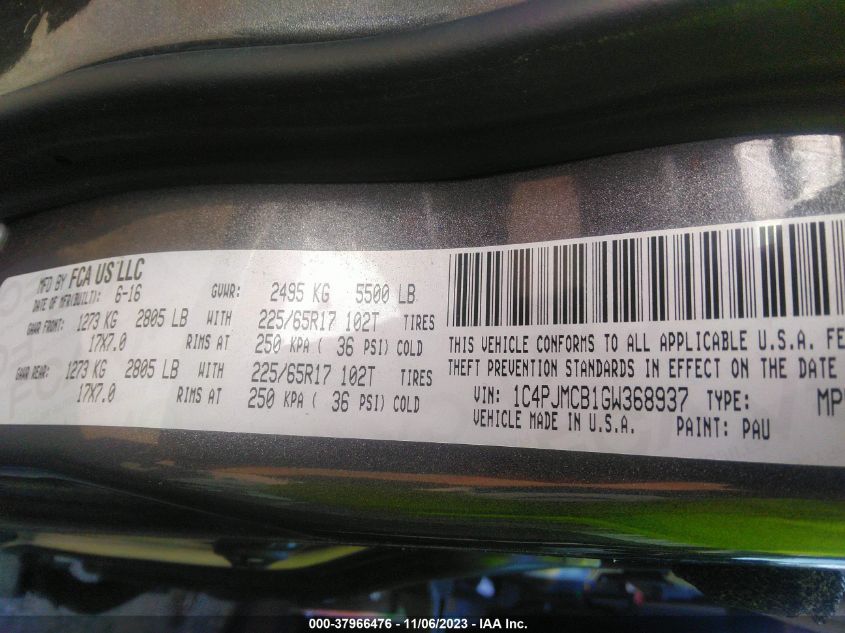 MFD BY FCA US LLC
DATE OF MFR(BUILT): 6-16 GVWR: 2495 KG 5500 LB
GAWR FRONT: 1273 KG 2805 LB WITH 225/65R17 102T TIRES
17X7.0 RIMS AT 250 KPA ( 36 PSI) COLD
GAWR REAR: 1273 KG 2805 LB WITH 225/65R17 102T TIRES
17X7.0 RIMS AT 250 KPA ( 36 PSI) COLD
THIS VEHICLE CONFORMS TO ALL APPLICABLE U.S.A. FE
THEFT PREVENTION STANDARDS IN EFFECT ON THE DATE
VIN: 1C4PJMCB1GW368937 TYPE: MP
VEHICLE MADE IN U.S.A. PAINT: PAU
000-37966476 - 11/06/2023 - IAA Inc.